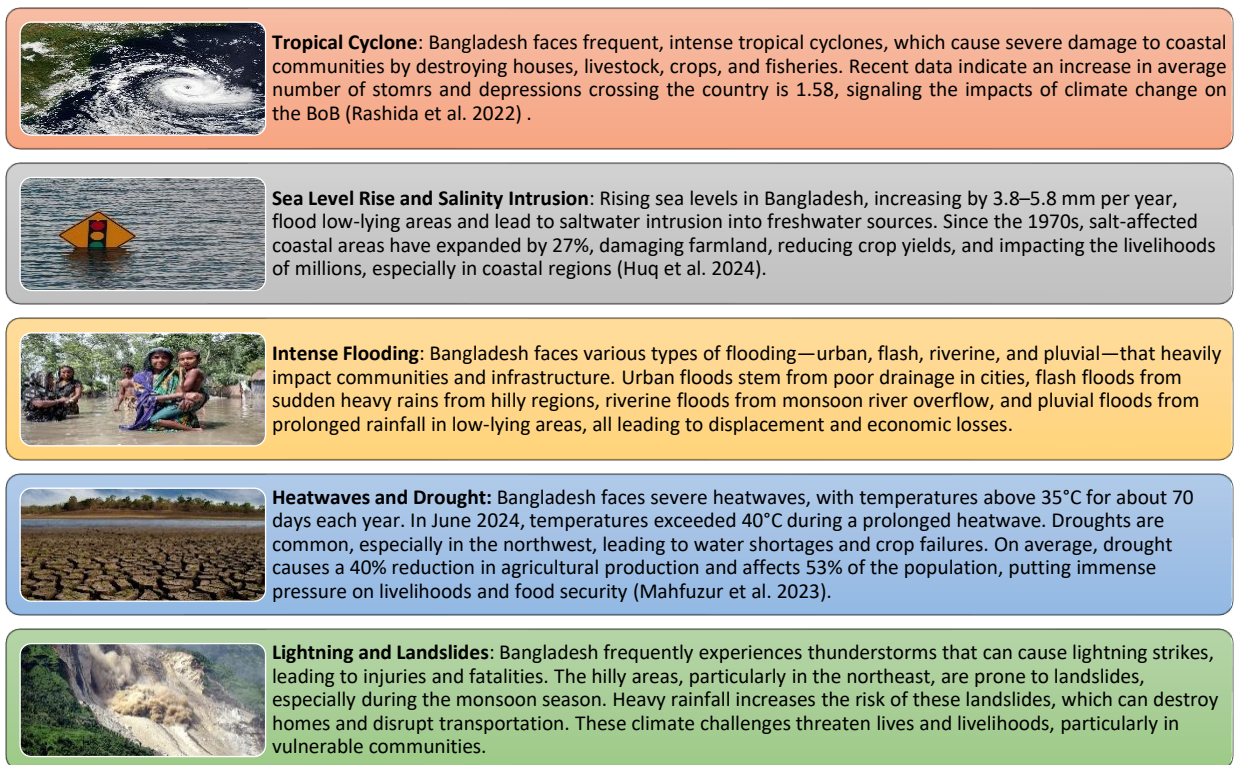 Tropical Cyclone: Bangladesh faces frequent, intense tropical cyclones, which cause severe damage to coastal
communities by destroying houses, livestock, crops, and fisheries. Recent data indicate an increase in average
number of stomrs and depressions crossing the country is 1.58, signaling the impacts of climate change on
the BoB (Rashida et al. 2022) .
Sea Level Rise and Salinity Intrusion: Rising sea levels in Bangladesh, increasing by 3.8–5.8 mm per year,
flood low-lying areas and lead to saltwater intrusion into freshwater sources. Since the 1970s, salt-affected
coastal areas have expanded by 27%, damaging farmland, reducing crop yields, and impacting the livelihoods
of millions, especially in coastal regions (Huq et al. 2024).
Intense Flooding: Bangladesh faces various types of flooding—urban, flash, riverine, and pluvial—that heavily
impact communities and infrastructure. Urban floods stem from poor drainage in cities, flash floods from
sudden heavy rains from hilly regions, riverine floods from monsoon river overflow, and pluvial floods from
prolonged rainfall in low-lying areas, all leading to displacement and economic losses.
Heatwaves and Drought: Bangladesh faces severe heatwaves, with temperatures above 35°C for about 70
days each year. In June 2024, temperatures exceeded 40°C during a prolonged heatwave. Droughts are
common, especially in the northwest, leading to water shortages and crop failures. On average, drought
causes a 40% reduction in agricultural production and affects 53% of the population, putting immense
pressure on livelihoods and food security (Mahfuzur et al. 2023).
Lightning and Landslides: Bangladesh frequently experiences thunderstorms that can cause lightning strikes,
leading to injuries and fatalities. The hilly areas, particularly in the northeast, are prone to landslides,
especially during the monsoon season. Heavy rainfall increases the risk of these landslides, which can destroy
homes and disrupt transportation. These climate challenges threaten lives and livelihoods, particularly in
vulnerable communities.